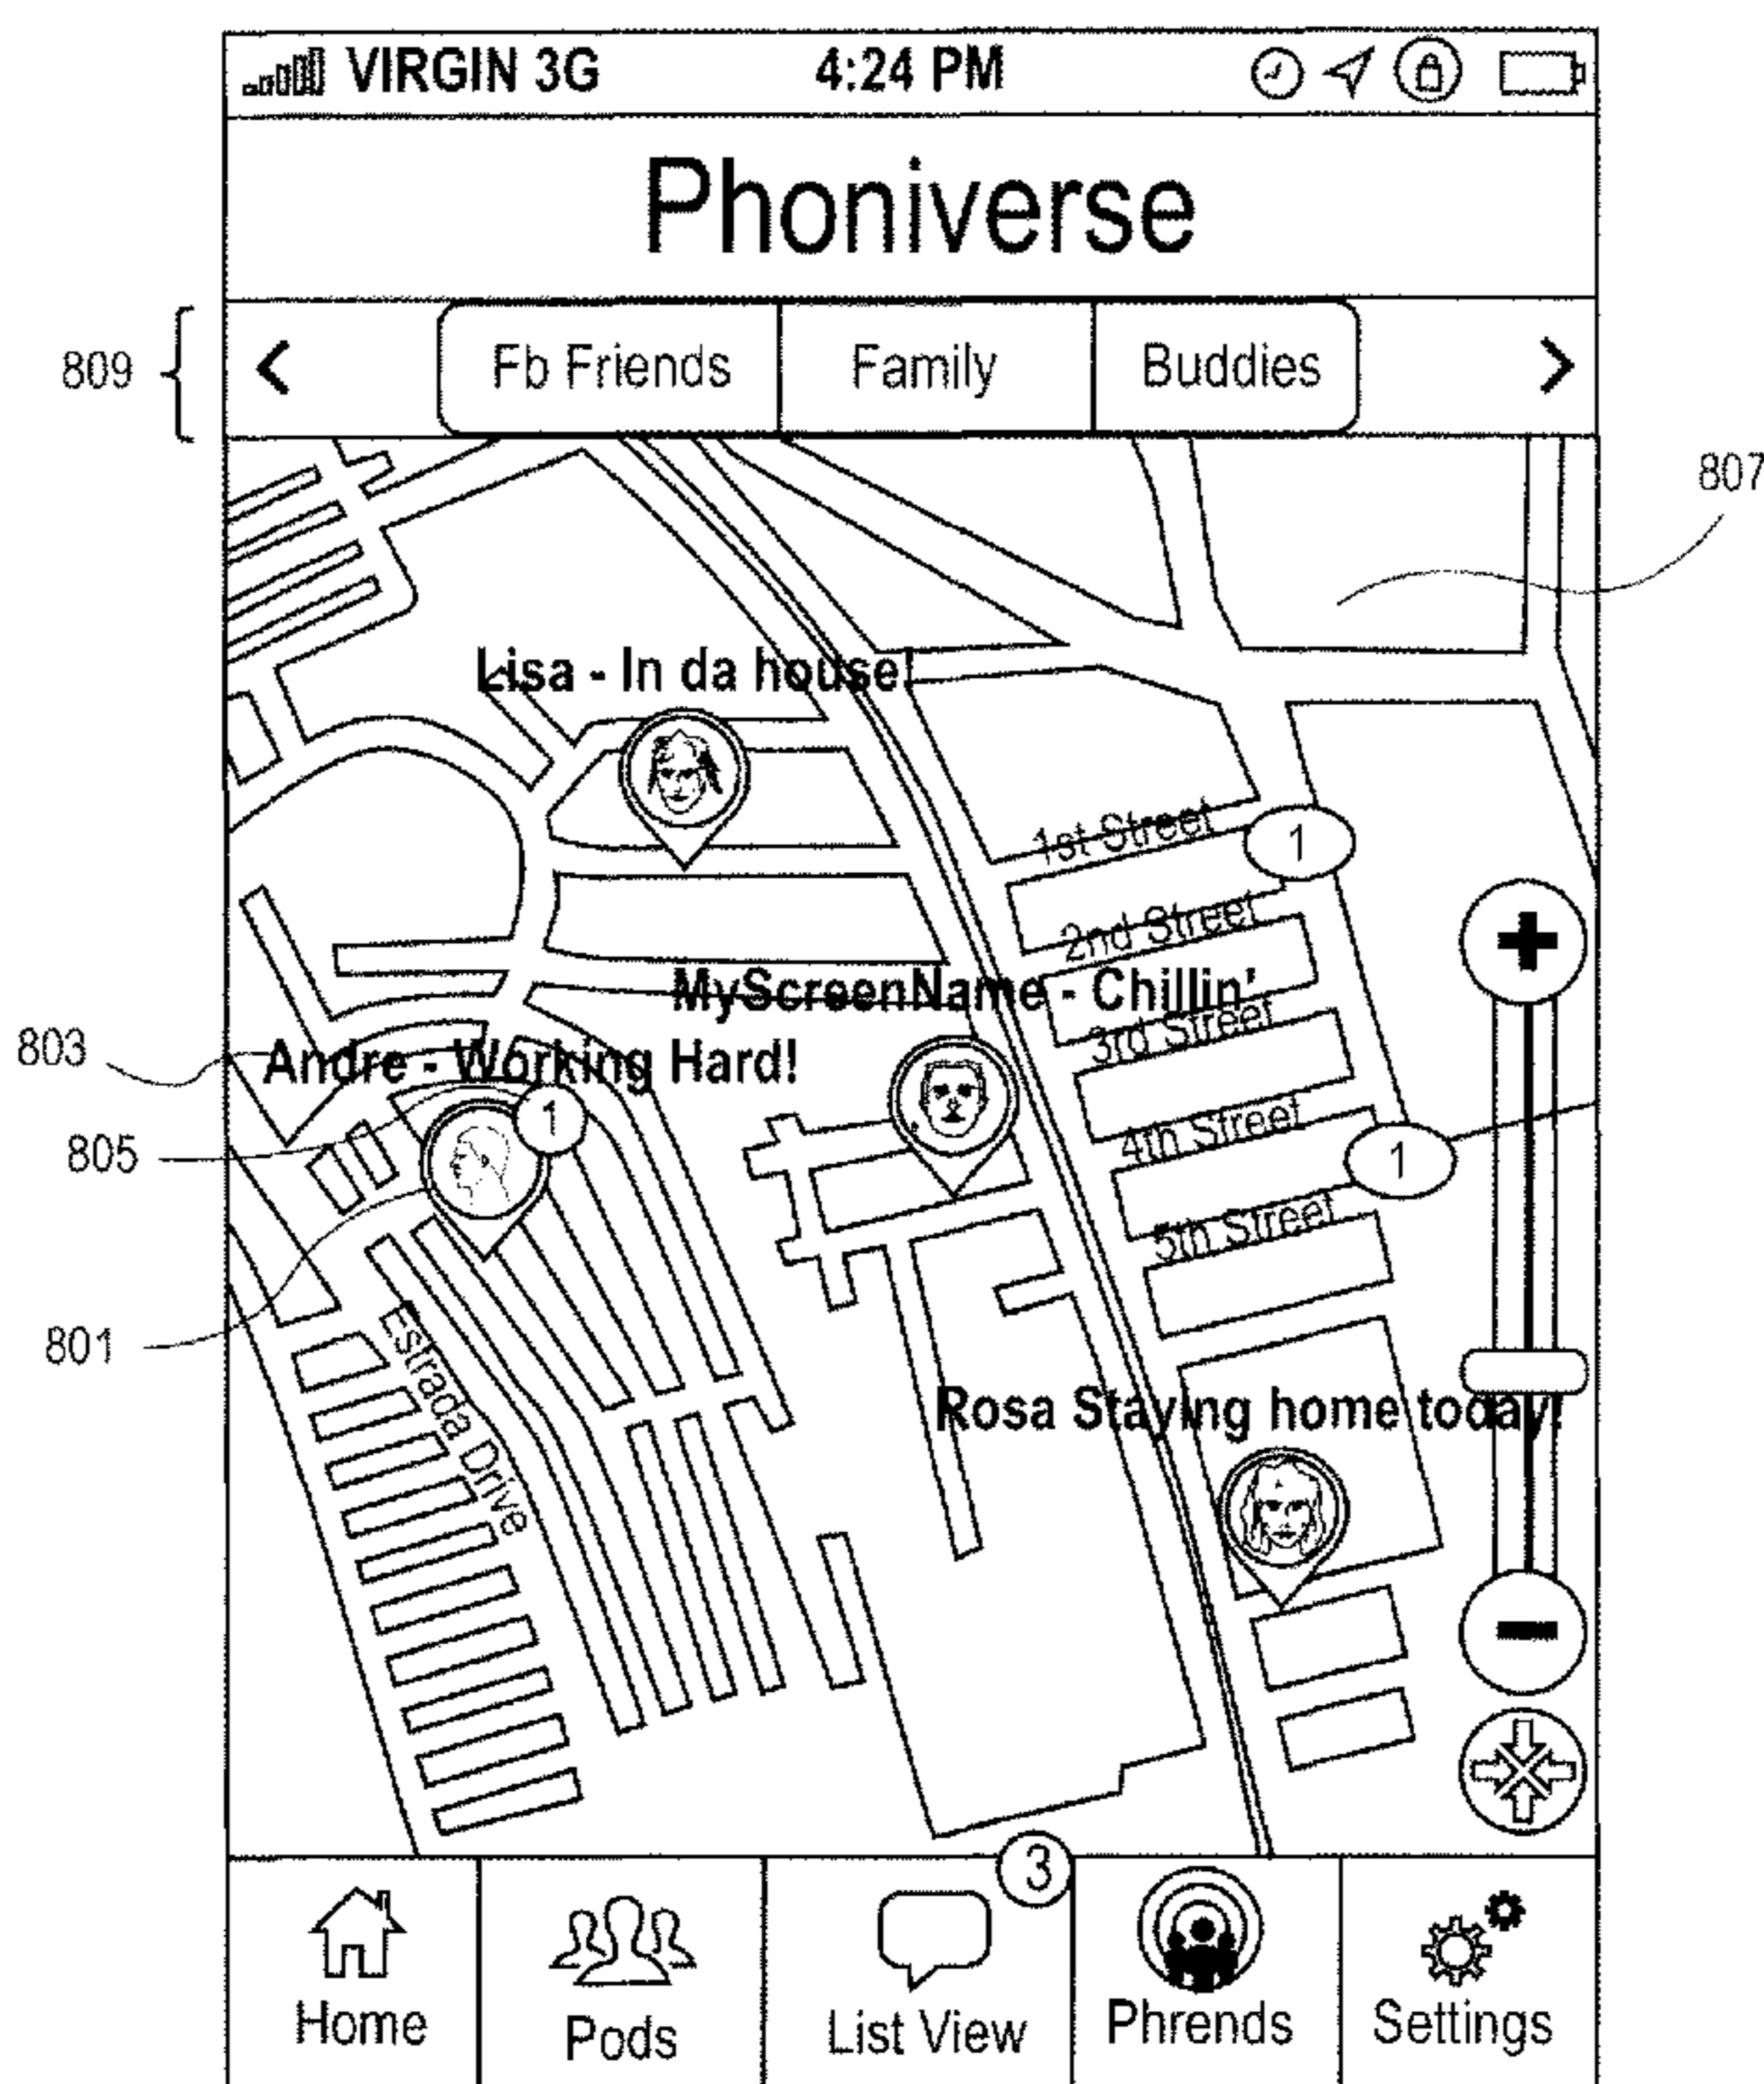 VIRGIN 3G 4:24 PM
Phoniverse
809
Fb Friends Family Buddies
807
Lisa - In da house!
1st Street 1
2nd Street
MyScreenName - Chillin'
3rd Street
803
Andre - Working Hard!
1
805
4th Street 1
5th Street
801
Estrada Drive
Rosa Staying home today!
3
Home Pods List View Phrends Settings